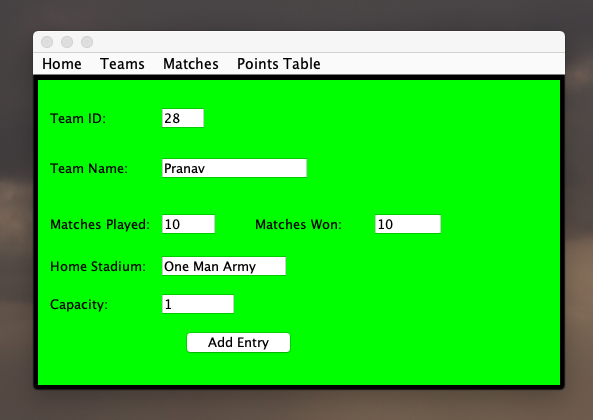 Home Teams Matches Points Table
Team ID: 28
Team Name: Pranav
Matches Played: 10 Matches Won: 10
Home Stadium: One Man Army
Capacity: 1
Add Entry